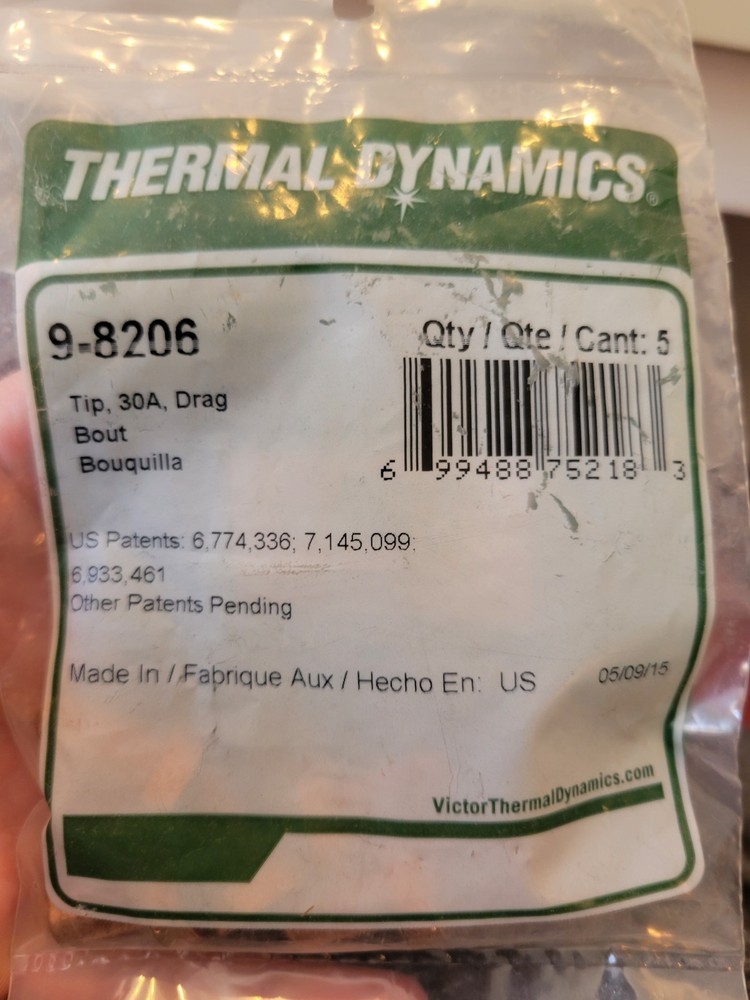 THERMAL DYNAMICS®
9-8206
Qty / Qte / Cant: 5
Tip, 30A, Drag
Bout
Bouquilla
6 99488 75218 3
US Patents: 6,774,336; 7,145,099;
6,933,461
Other Patents Pending
Made In / Fabrique Aux / Hecho En: US
05/09/15
VictorThermalDynamics.com